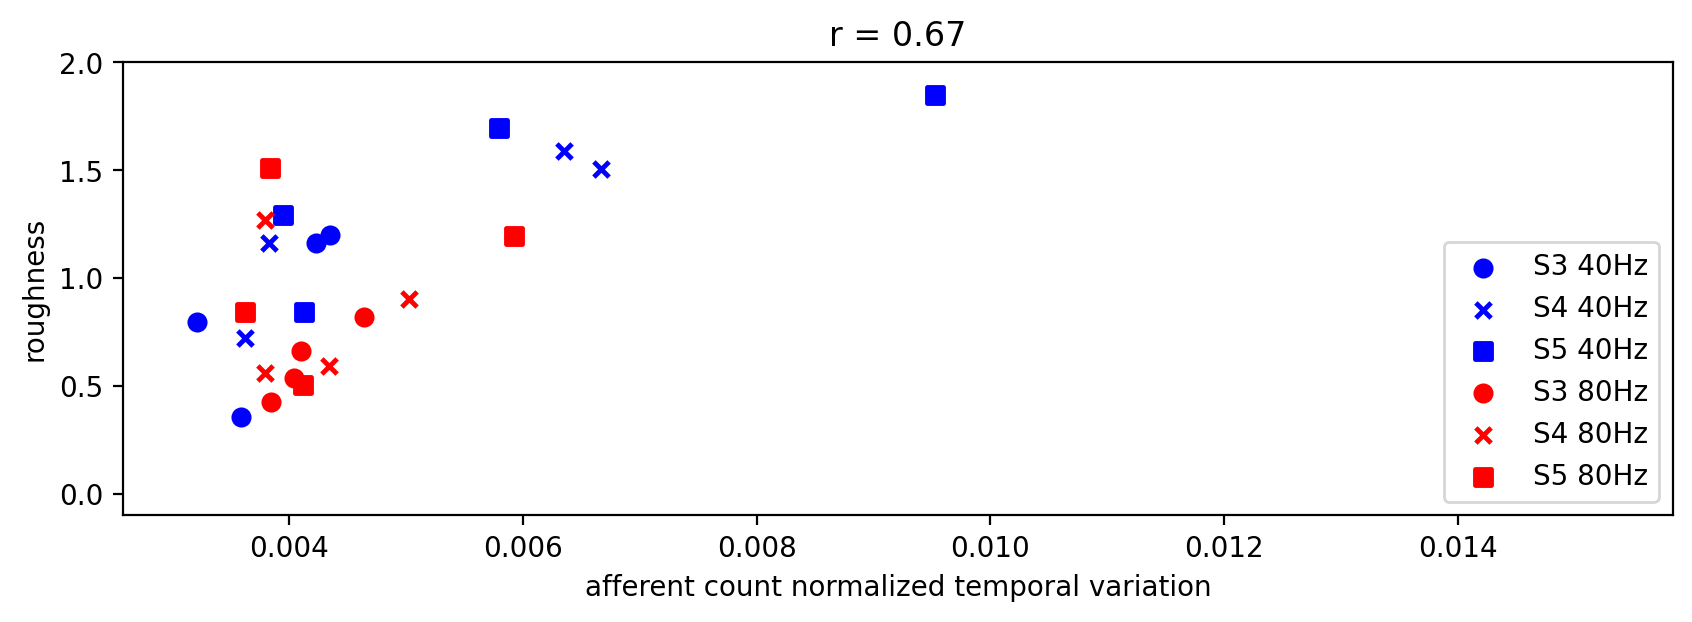 r = 0.67
2.0
1.5
1.0
0.5
0.0
roughness
S3 40Hz
S4 40Hz
S5 40Hz
S3 80Hz
S4 80Hz
S5 80Hz
0.004 0.006 0.008 0.010 0.012 0.014
afferent count normalized temporal variation